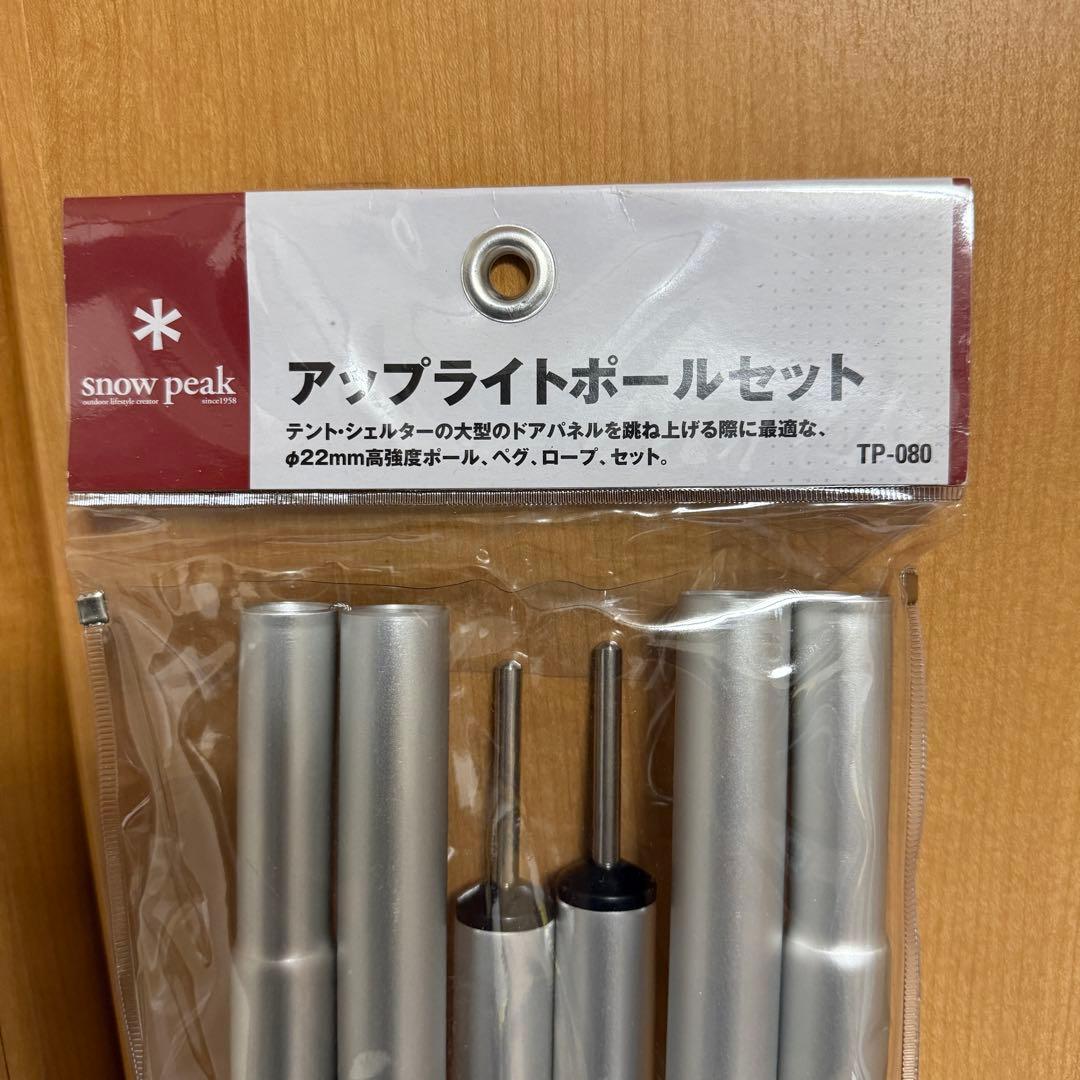 snow peak
outdoor lifestyle creator since1958
アップライトポールセット
テント・シェルターの大型のドアパネルを跳ね上げる際に最適な、
φ22mm高強度ポール、ペグ、ロープ、セット。
TP-080